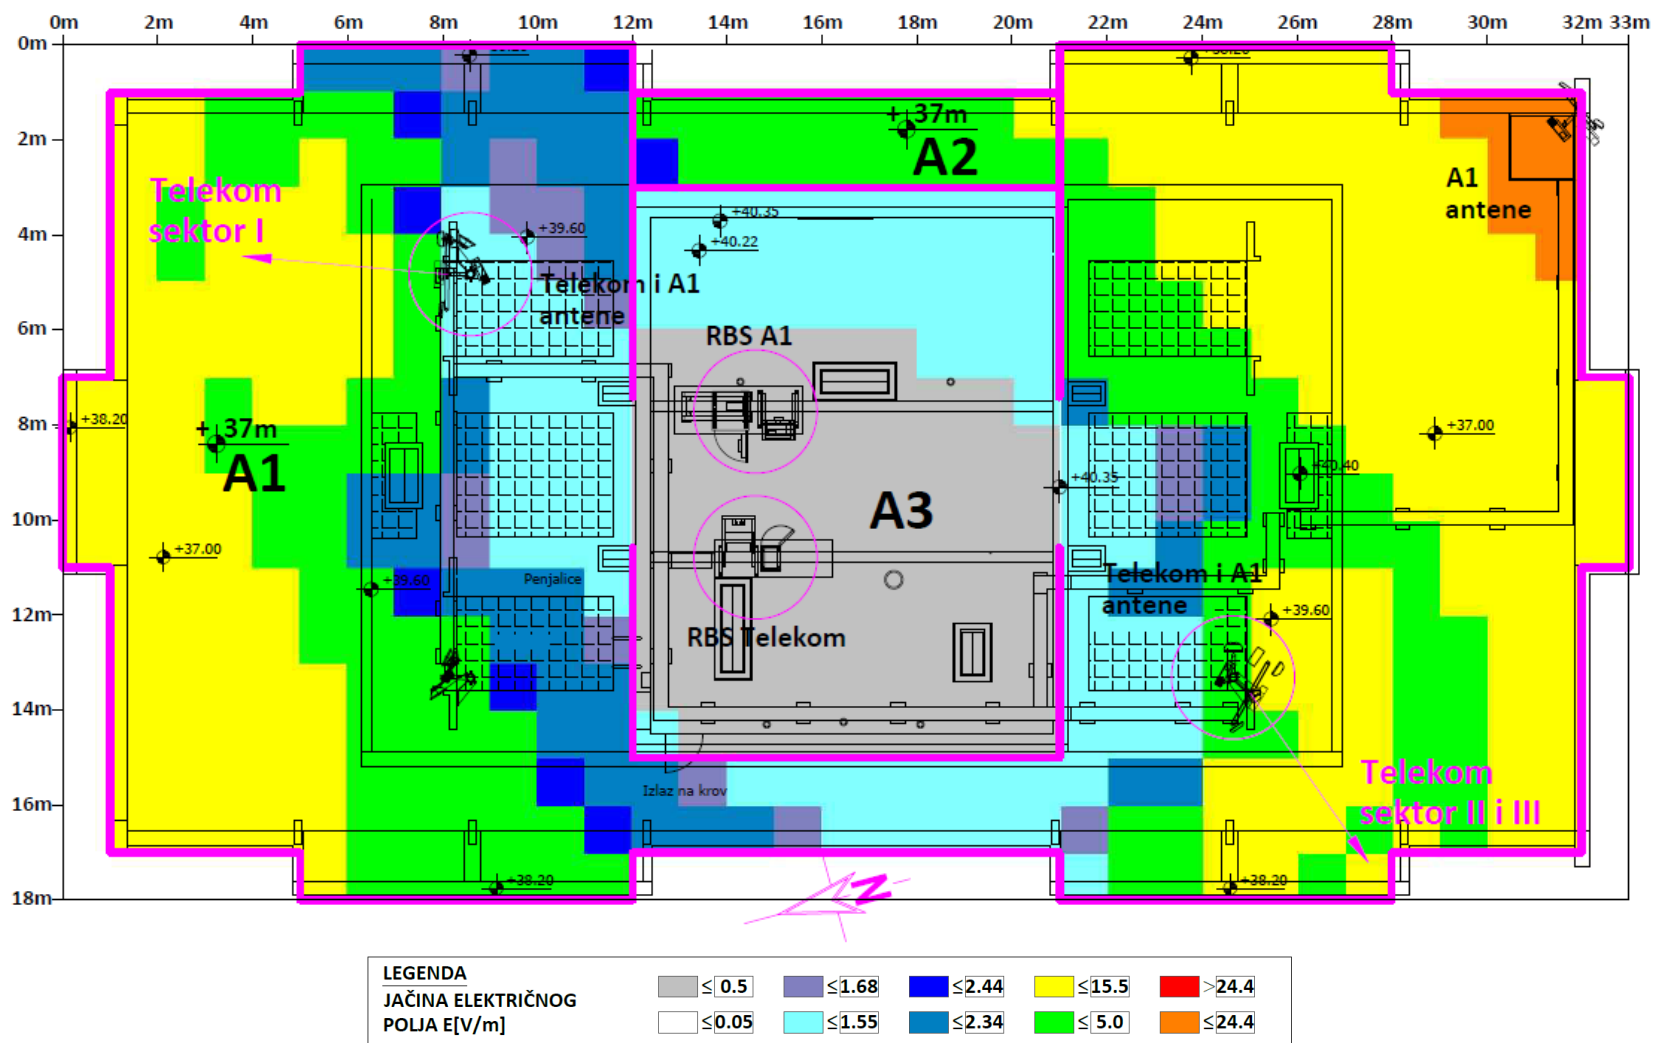 0m 2m 4m 6m 8m 10m 12m 14m 16m 18m 20m 22m 24m 26m 28m 30m 32m 33m
0m
2m
4m
6m
8m
10m
12m
14m
16m
18m
+ 37m
A2
A1
antene
Telekom
sektor I
+40.35
+39.60
+40.22
Telekom i A1
antene
RBS A1
+38.20
+ 37m
A1
+37.00
+40.40
+40.35
A3
+37.00
Penjalice
+39.60
Telekom i A1
antene
+39.60
RBS Telekom
Izlaz na krov
Telekom
sektor II i III
+38.20
+38.20
N
LEGENDA
JAČINA ELEKTRIČNOG
POLJA E[V/m]
≤ 0.5 ≤1.68 ≤2.44 ≤15.5 >24.4
≤0.05 ≤1.55 ≤2.34 ≤ 5.0 ≤24.4